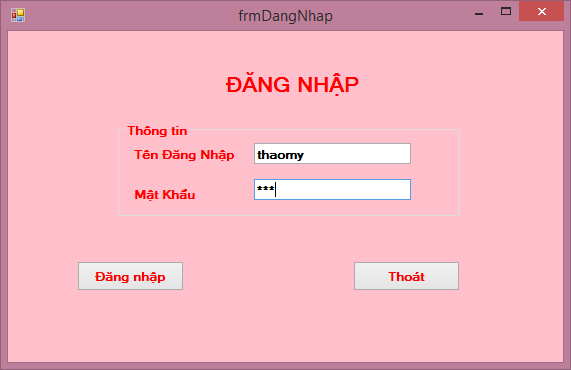 frmDangNhap
ĐĂNG NHẬP
Thông tin
Tên Đăng Nhập thaomy
Mật Khẩu ***
Đăng nhập Thoát